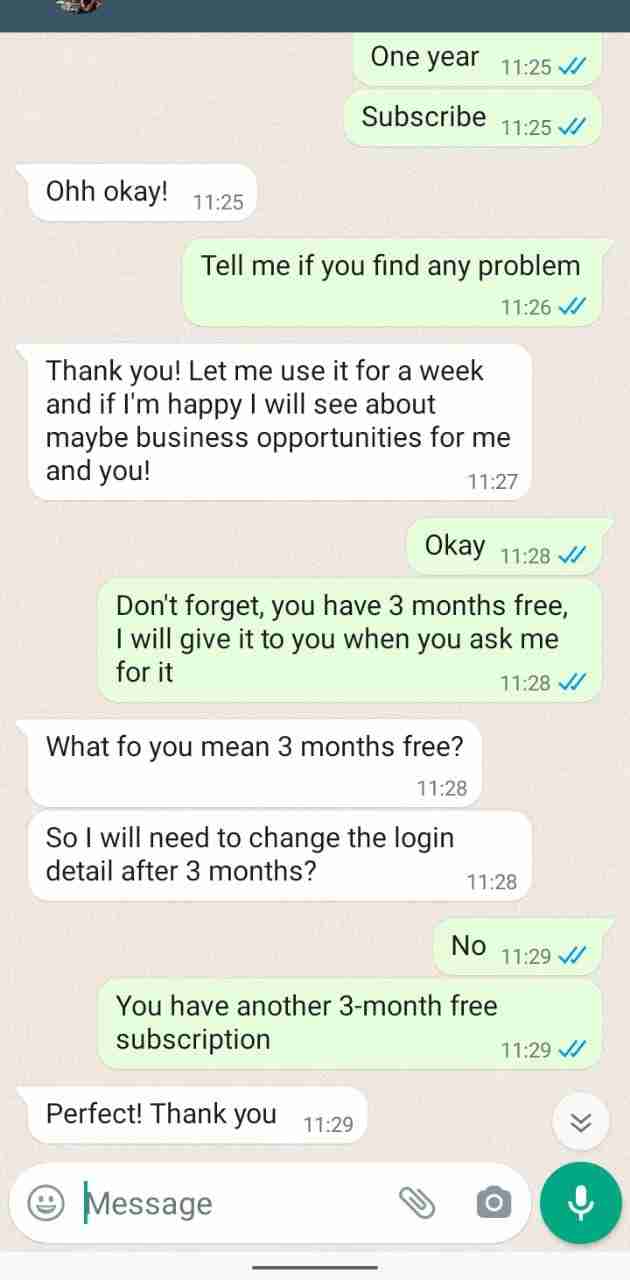 One year 11:25
Subscribe 11:25
Ohh okay! 11:25
Tell me if you find any problem
11:26
Thank you! Let me use it for a week
and if I'm happy I will see about
maybe business opportunities for me
and you!
11:27
Okay 11:28
Don't forget, you have 3 months free,
I will give it to you when you ask me
for it
11:28
What fo you mean 3 months free?
11:28
So I will need to change the login
detail after 3 months?
11:28
No 11:29
You have another 3-month free
subscription
11:29
Perfect! Thank you 11:29
Message